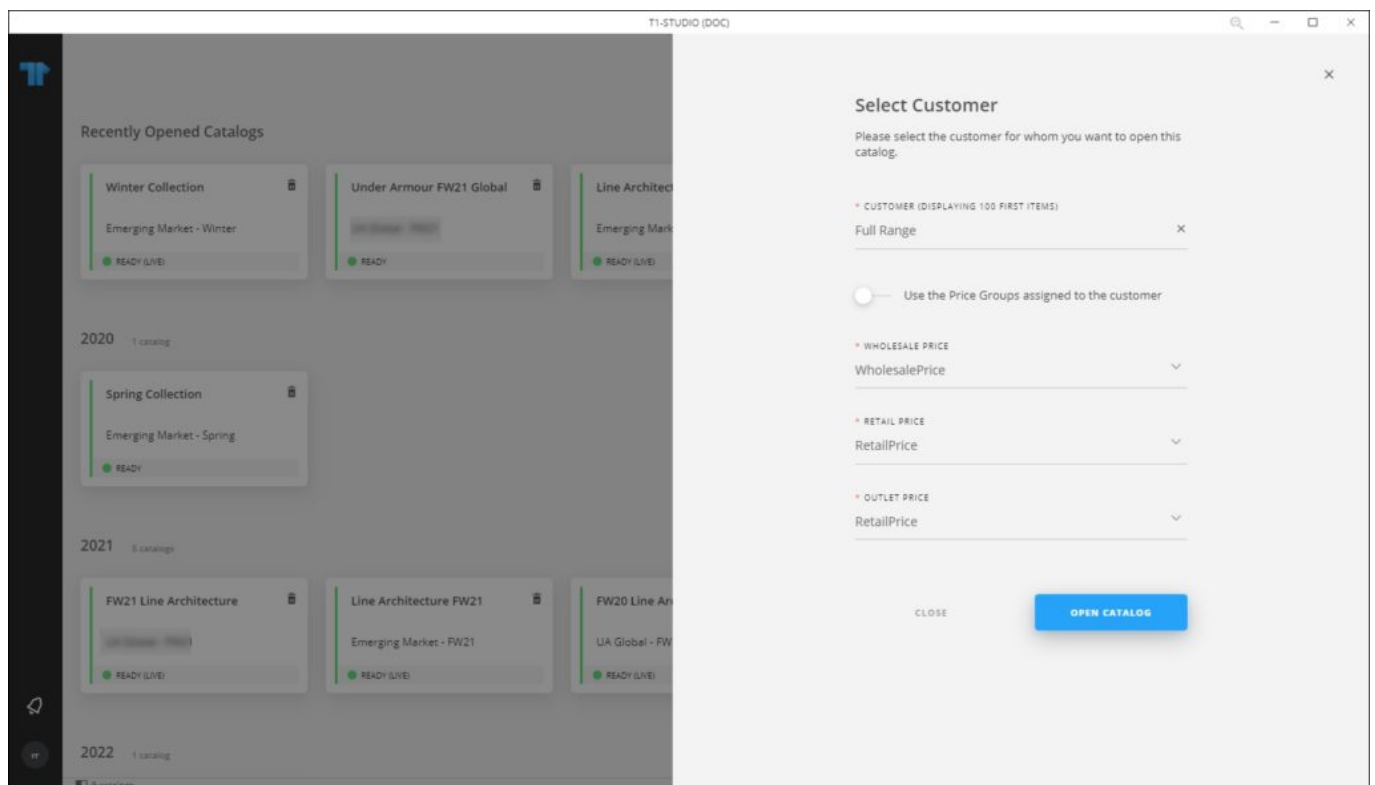 T1-STUDIO (DOC)
Recently Opened Catalogs
Winter Collection
Emerging Market - Winter
READY (LIVE)
Under Armour FW21 Global
READY
Line Architect
Emerging Mark
READY (LIVE)
2020 1 catalog
Spring Collection
Emerging Market - Spring
READY
2021 5 catalogs
FW21 Line Architecture
READY (LIVE)
Line Architecture FW21
Emerging Market - FW21
READY (LIVE)
FW20 Line Ar
UA Global - FW
READY (LIVE)
2022 1 catalog
Select Customer
Please select the customer for whom you want to open this
catalog.
* CUSTOMER (DISPLAYING 100 FIRST ITEMS)
Full Range
Use the Price Groups assigned to the customer
* WHOLESALE PRICE
WholesalePrice
* RETAIL PRICE
RetailPrice
* OUTLET PRICE
RetailPrice
CLOSE
OPEN CATALOG